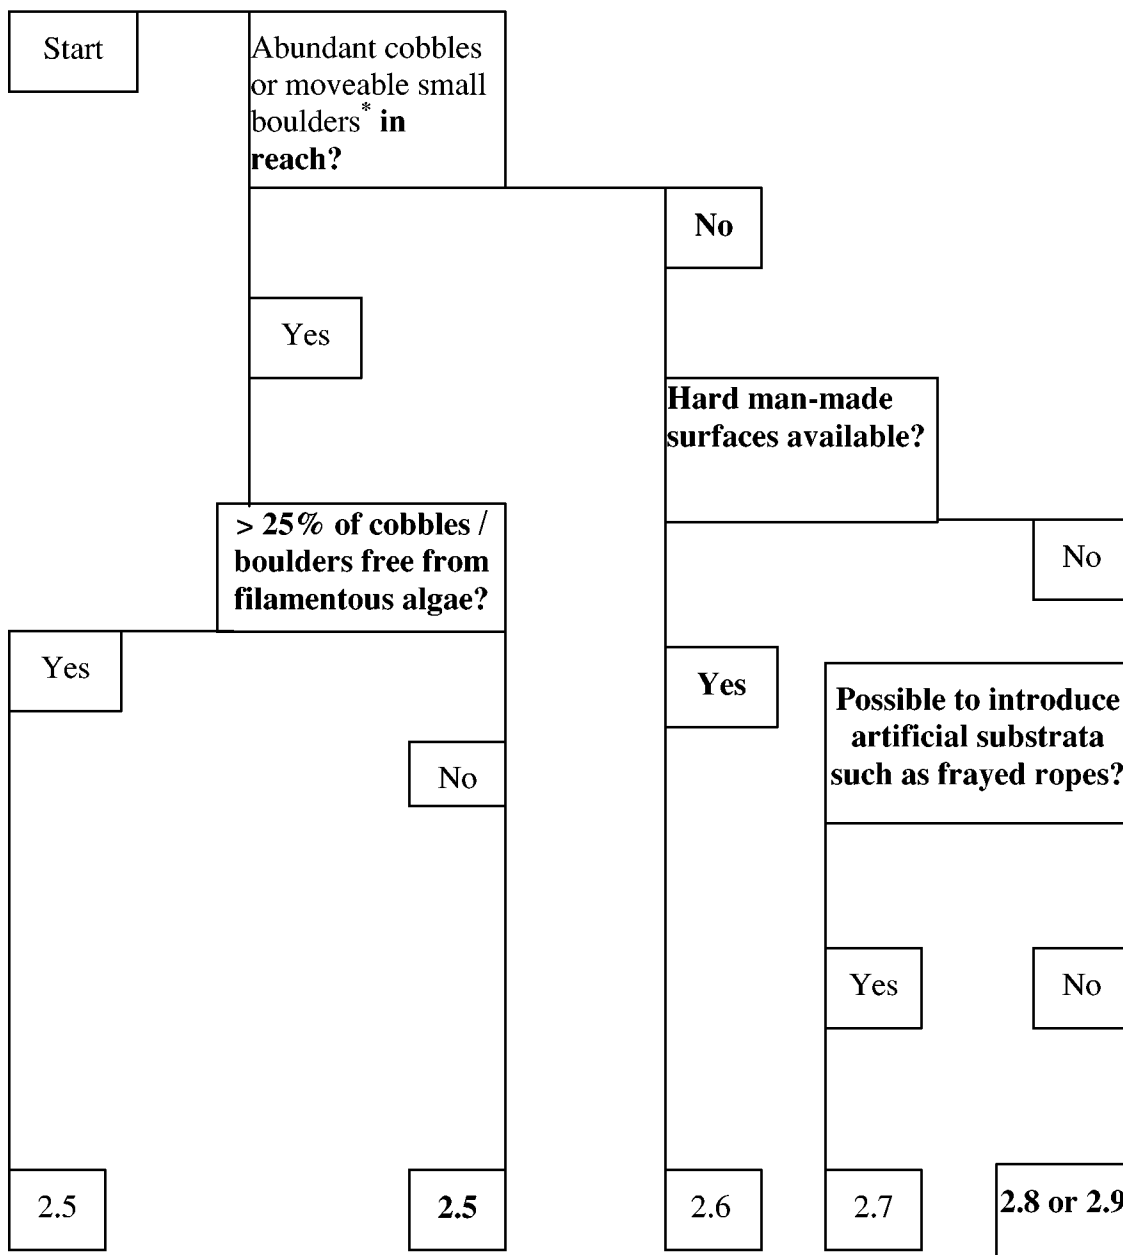 Start
Abundant cobbles
or moveable small
boulders* in
reach?
No
Yes
Hard man-made
surfaces available?
> 25% of cobbles /
boulders free from
filamentous algae?
No
Yes
Yes
Possible to introduce
artificial substrata
such as frayed ropes?
No
Yes
No
2.5
2.5
2.6
2.7
2.8 or 2.9